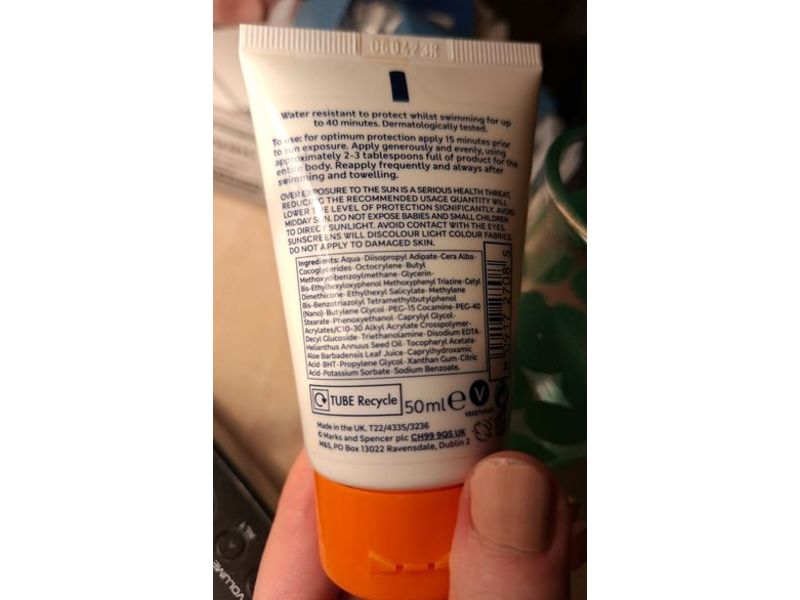 060423R
Water resistant to protect whilst swimming for up
to 40 minutes. Dermatologically tested.
To use: for optimum protection apply 15 minutes prior
to sun exposure. Apply generously and evenly, using
approximately 2-3 tablespoons full of product for the
entire body. Reapply frequently and always after
swimming and towelling.
OVER EXPOSURE TO THE SUN IS A SERIOUS HEALTH THREAT,
REDUCING THE RECOMMENDED USAGE QUANTITY WILL
LOWER THE LEVEL OF PROTECTION SIGNIFICANTLY. AVOID
MIDDAY SUN. DO NOT EXPOSE BABIES AND SMALL CHILDREN
TO DIRECT SUNLIGHT. AVOID CONTACT WITH THE EYES.
SUNSCREENS WILL DISCOLOUR LIGHT COLOUR FABRICS.
DO NOT APPLY TO DAMAGED SKIN.
Ingredients: Aqua·Diisopropyl Adipate·Cera Alba·
Cocoglycerides·Octocrylene·Butyl
Methoxydibenzoylmethane·Glycerin·
Bis-Ethylhexyloxyphenol Methoxyphenyl Triazine·Cetyl
Dimethicone·Ethylhexyl Salicylate·Methylene
Bis-Benzotriazolyl Tetramethylbutylphenol
(Nano)·Butylene Glycol·PEG-15 Cocamine·PEG-40
Stearate·Phenoxyethanol·Caprylyl Glycol·
Acrylates/C10-30 Alkyl Acrylate Crosspolymer·
Decyl Glucoside·Triethanolamine·Disodium EDTA·
Helianthus Annuus Seed Oil·Tocopheryl Acetate·
Aloe Barbadensis Leaf Juice·Caprylhydroxamic
Acid·BHT·Propylene Glycol·Xanthan Gum·Citric
Acid·Potassium Sorbate·Sodium Benzoate.
TUBE Recycle
50ml e
V
Made in the UK. T22/4335/3236
© Marks and Spencer plc CH99 9QS UK
M&S, PO Box 13022 Ravensdale, Dublin 2
VOLUME